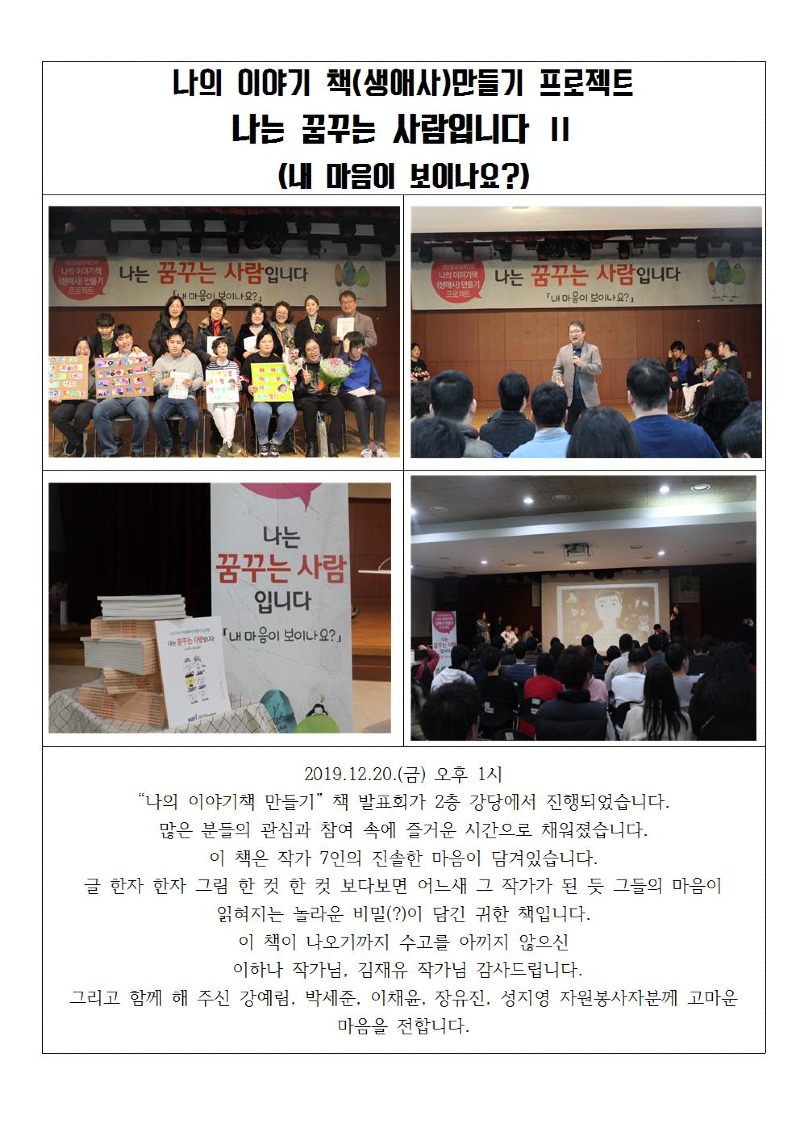 나의 이야기 책(생애사)만들기 프로젝트
나는 꿈꾸는 사람입니다 II
(내 마음이 보이나요?)
나의 이야기책
(생애사) 만들기
프로젝트
나는 꿈꾸는 사람입니다
「내 마음이 보이나요?」
나의 이야기책
(생애사) 만들기
프로젝트
나는 꿈꾸는 사람입니다
「내 마음이 보이나요?」
나는
꿈꾸는 사람
입니다
「내 마음이 보이나요?」
나는 꿈꾸는 사람입니다
나는
꿈꾸는 사람
입니다
2019.12.20.(금) 오후 1시
“나의 이야기책 만들기” 책 발표회가 2층 강당에서 진행되었습니다.
많은 분들의 관심과 참여 속에 즐거운 시간으로 채워졌습니다.
이 책은 작가 7인의 진솔한 마음이 담겨있습니다.
글 한자 한자 그림 한 컷 한 컷 보다보면 어느새 그 작가가 된 듯 그들의 마음이
읽혀지는 놀라운 비밀(?)이 담긴 귀한 책입니다.
이 책이 나오기까지 수고를 아끼지 않으신
이하나 작가님, 김재유 작가님 감사드립니다.
그리고 함께 해 주신 강예림, 박세준, 이채윤, 장유진, 성지영 자원봉사자분께 고마운
마음을 전합니다.